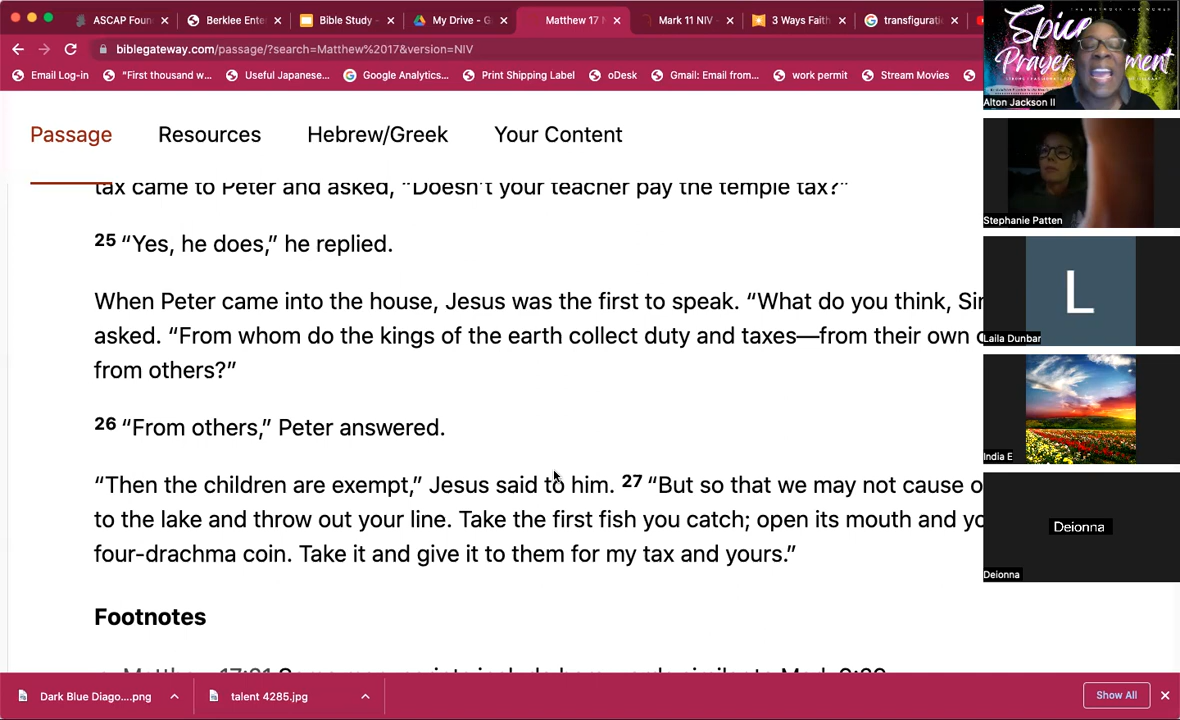 ASCAP Foun
Berklee Ente
Bible Study -
My Drive - G
Matthew 17 N
Mark 11 NIV -
3 Ways Faith
transfigurati
biblegateway.com/passage/?search=Matthew%2017&version=NIV
Email Log-in
"First thousand w...
Useful Japanese...
Google Analytics...
Print Shipping Label
oDesk
Gmail: Email from...
work permit
Stream Movies
Passage
Resources
Hebrew/Greek
Your Content
tax came to Peter and asked, “Doesn’t your teacher pay the temple tax?”
25 “Yes, he does,” he replied.
When Peter came into the house, Jesus was the first to speak. “What do you think, Sim
asked. “From whom do the kings of the earth collect duty and taxes—from their own
from others?”
26 “From others,” Peter answered.
“Then the children are exempt,” Jesus said to him. 27 “But so that we may not cause o
to the lake and throw out your line. Take the first fish you catch; open its mouth and yo
four-drachma coin. Take it and give it to them for my tax and yours.”
Footnotes
Spice
Prayer
ment
Alton Jackson II
Stephanie Patten
L
Laila Dunbar
India E
Deionna
Deionna
Dark Blue Diago....png
talent 4285.jpg
Show All